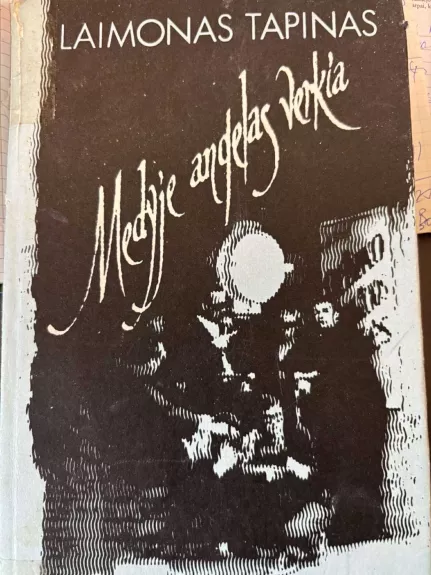 LAIMONAS TAPINAS
Medyje angelas verkia